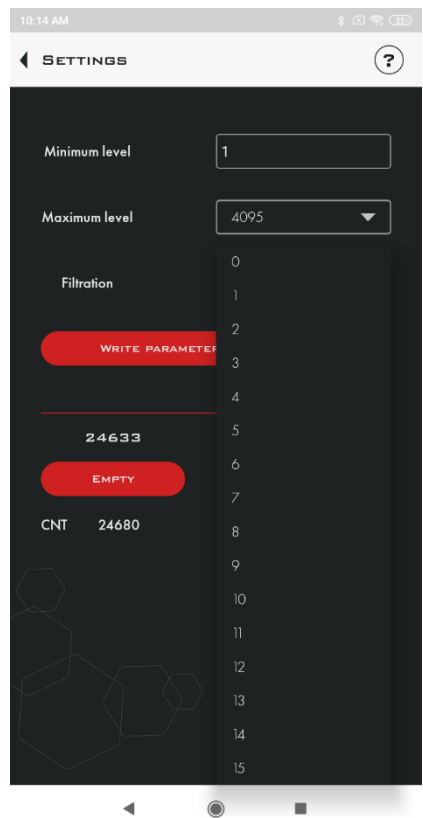 10:14 AM 25
SETTINGS ?
Minimum level 1
Maximum level 4095
0
Filtration
1
2
WRITE PARAMETER
3
4
24633
5
6
EMPTY
7
CNT 24680
8
9
10
11
12
13
14
15